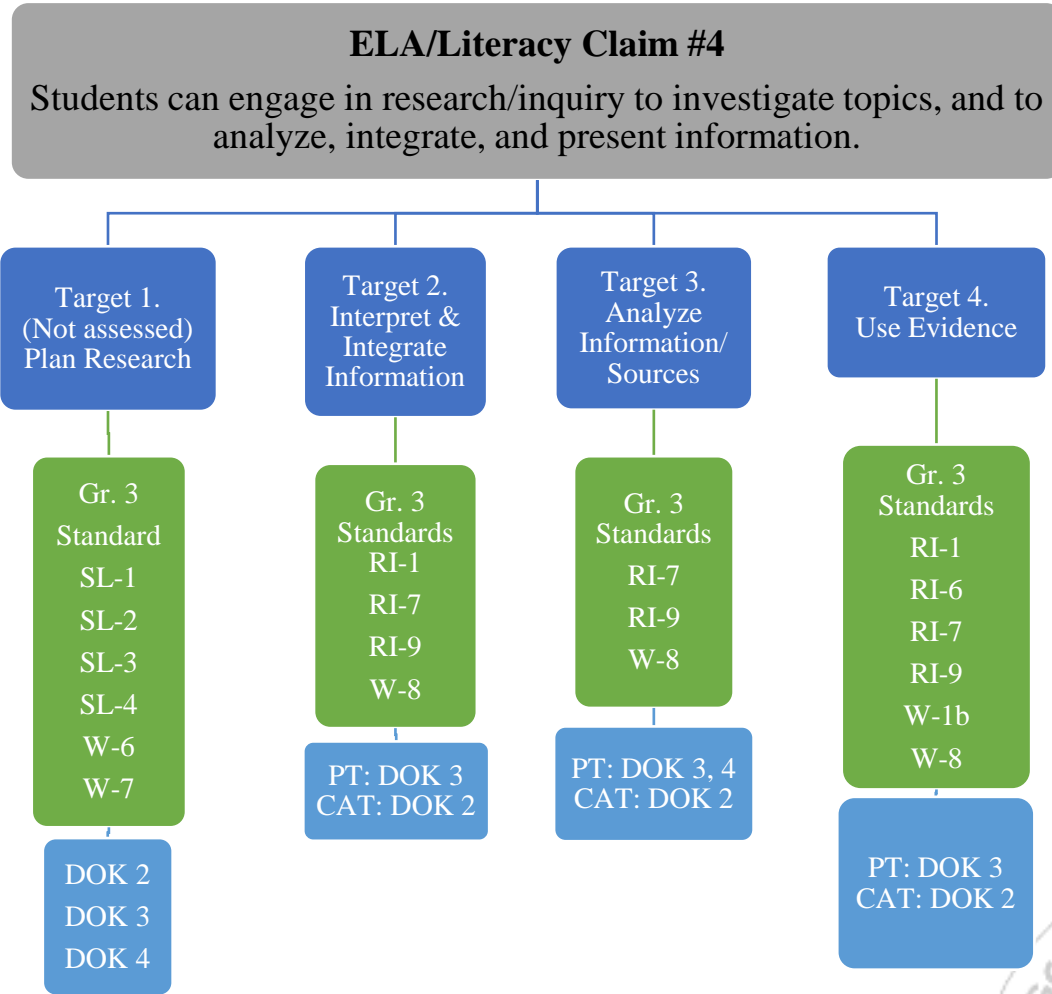 ELA/Literacy Claim #4
Students can engage in research/inquiry to investigate topics, and to
analyze, integrate, and present information.
Target 1.
(Not assessed)
Plan Research
Target 2.
Interpret &
Integrate
Information
Target 3.
Analyze
Information/
Sources
Target 4.
Use Evidence
Gr. 3
Standard
SL-1
SL-2
SL-3
SL-4
W-6
W-7
Gr. 3
Standards
RI-1
RI-7
RI-9
W-8
Gr. 3
Standards
RI-7
RI-9
W-8
Gr. 3
Standards
RI-1
RI-6
RI-7
RI-9
W-1b
W-8
DOK 2
DOK 3
DOK 4
PT: DOK 3
CAT: DOK 2
PT: DOK 3, 4
CAT: DOK 2
PT: DOK 3
CAT: DOK 2